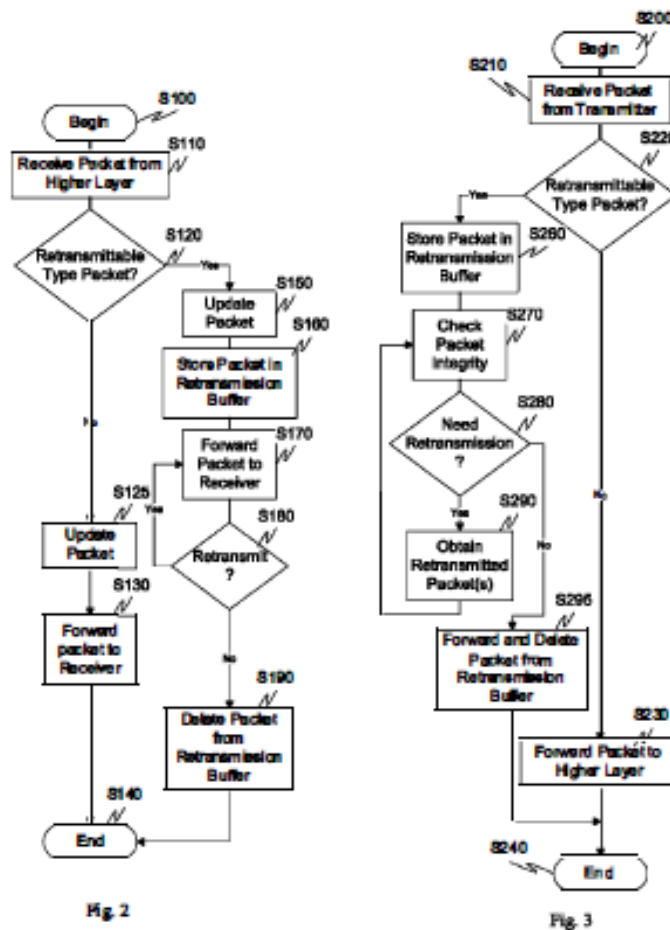 S100
Begin
S110
Receive Packet from
Higher Layer
S120
Retransmittable
Type Packet?
Yes
S150
Update
Packet
S160
Store Packet in
Retransmission
Buffer
S170
Forward
Packet to
Receiver
S180
Yes
Retransmit
?
No
S125
Update
Packet
S130
Forward
packet to
Receiver
No
S190
Delete Packet
from
Retransmission
Buffer
S140
End
Fig. 2
S200
Begin
S210
Receive Packet
from Transmitter
S220
Retransmittable
Type Packet?
Yes
S260
Store Packet in
Retransmission
Buffer
S270
Check
Packet
Integrity
S280
Need
Retransmission
?
Yes
S290
No
No
Obtain
Retransmitted
Packet(s)
S295
Forward and Delete
Packet from
Retransmission
Buffer
S230
Forward Packet to
Higher Layer
S240
End
Fig. 3